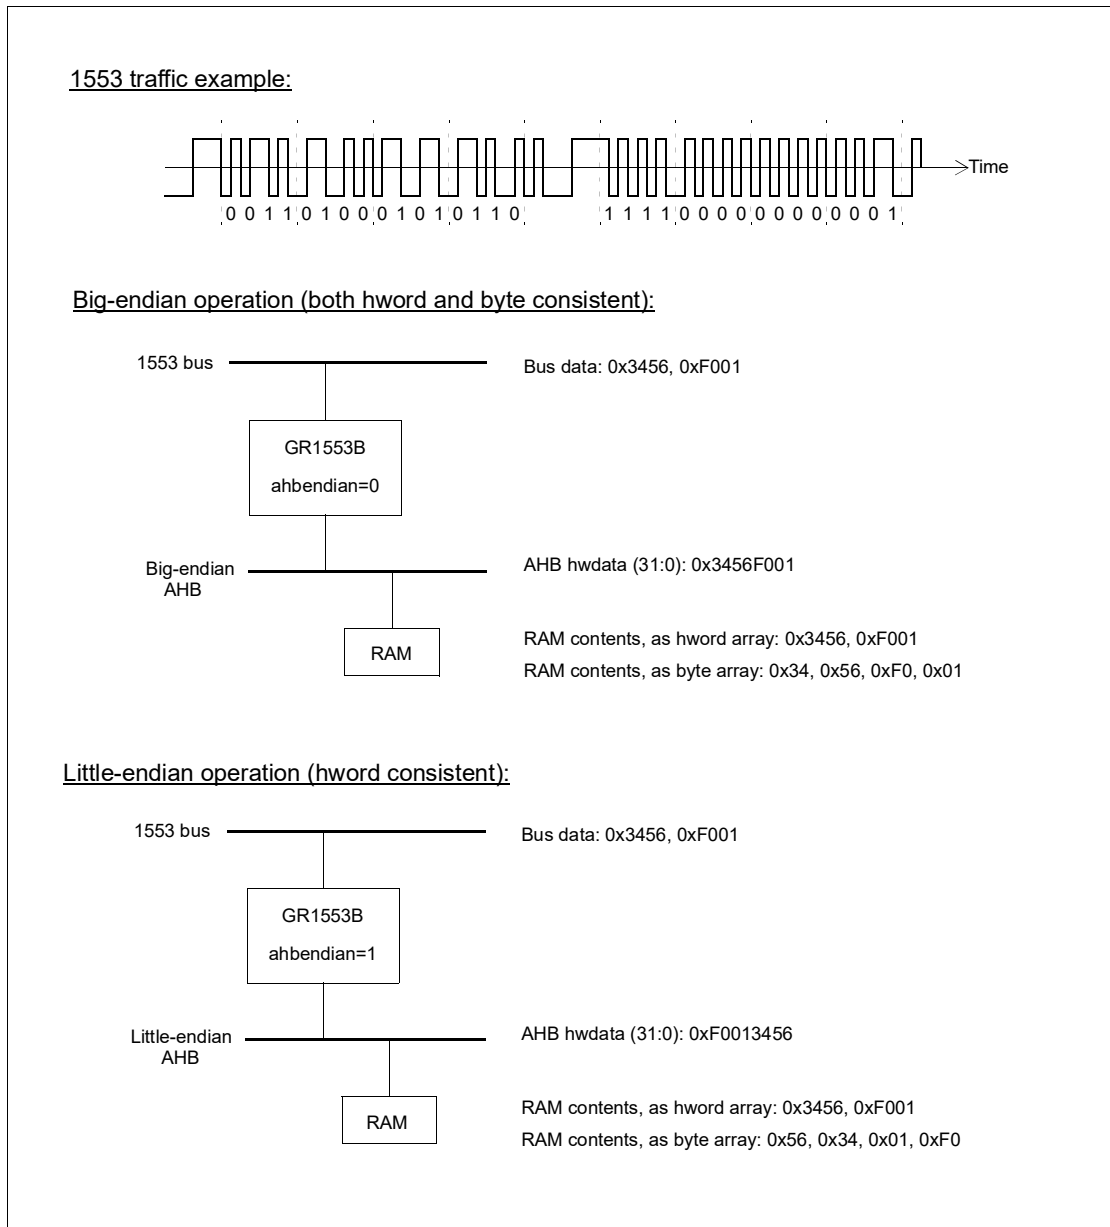 1553 traffic example:
Time
0 0 1 1 0 1 0 0 0 1 0 1 0 1 1 0 1 1 1 1 0 0 0 0 0 0 0 0 0 0 0 1
Big-endian operation (both hword and byte consistent):
1553 bus
Bus data: 0x3456, 0xF001
GR1553B
ahbendian=0
Big-endian
AHB
AHB hwdata (31:0): 0x3456F001
RAM
RAM contents, as hword array: 0x3456, 0xF001
RAM contents, as byte array: 0x34, 0x56, 0xF0, 0x01
Little-endian operation (hword consistent):
1553 bus
Bus data: 0x3456, 0xF001
GR1553B
ahbendian=1
Little-endian
AHB
AHB hwdata (31:0): 0xF0013456
RAM
RAM contents, as hword array: 0x3456, 0xF001
RAM contents, as byte array: 0x56, 0x34, 0x01, 0xF0